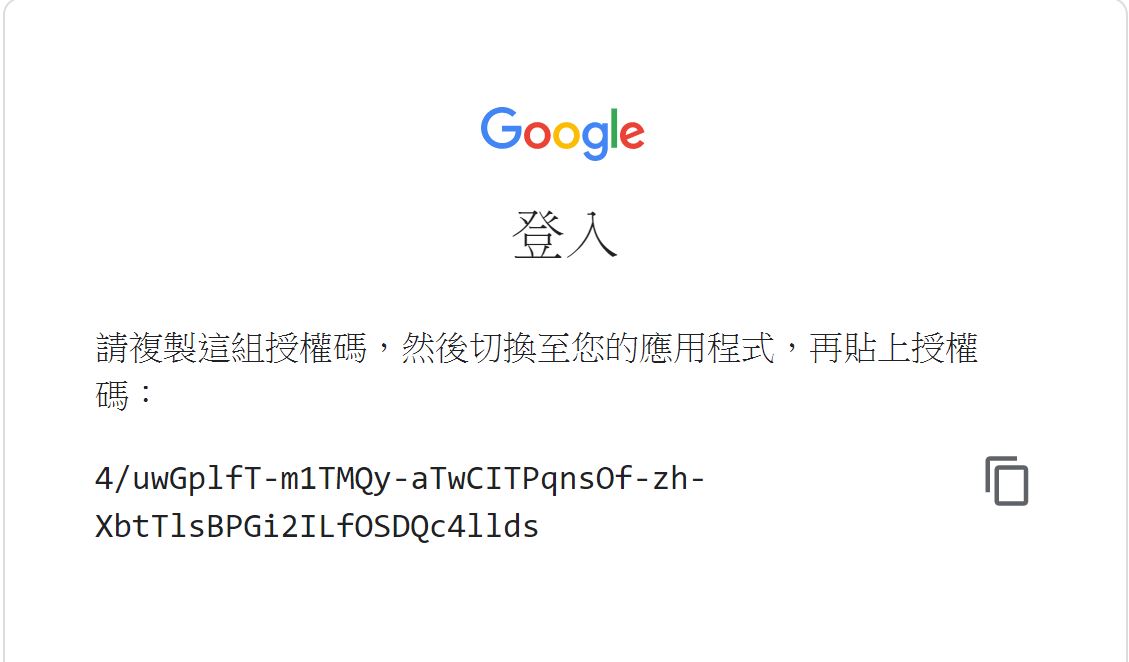 Google
登入
請複製這組授權碼，然後切換至您的應用程式，再貼上授權
碼：
4/uwGplfT-m1TMQy-aTwCITPqnsOf-zh-
XbtTlsBPGi2ILfOSDQc4llds